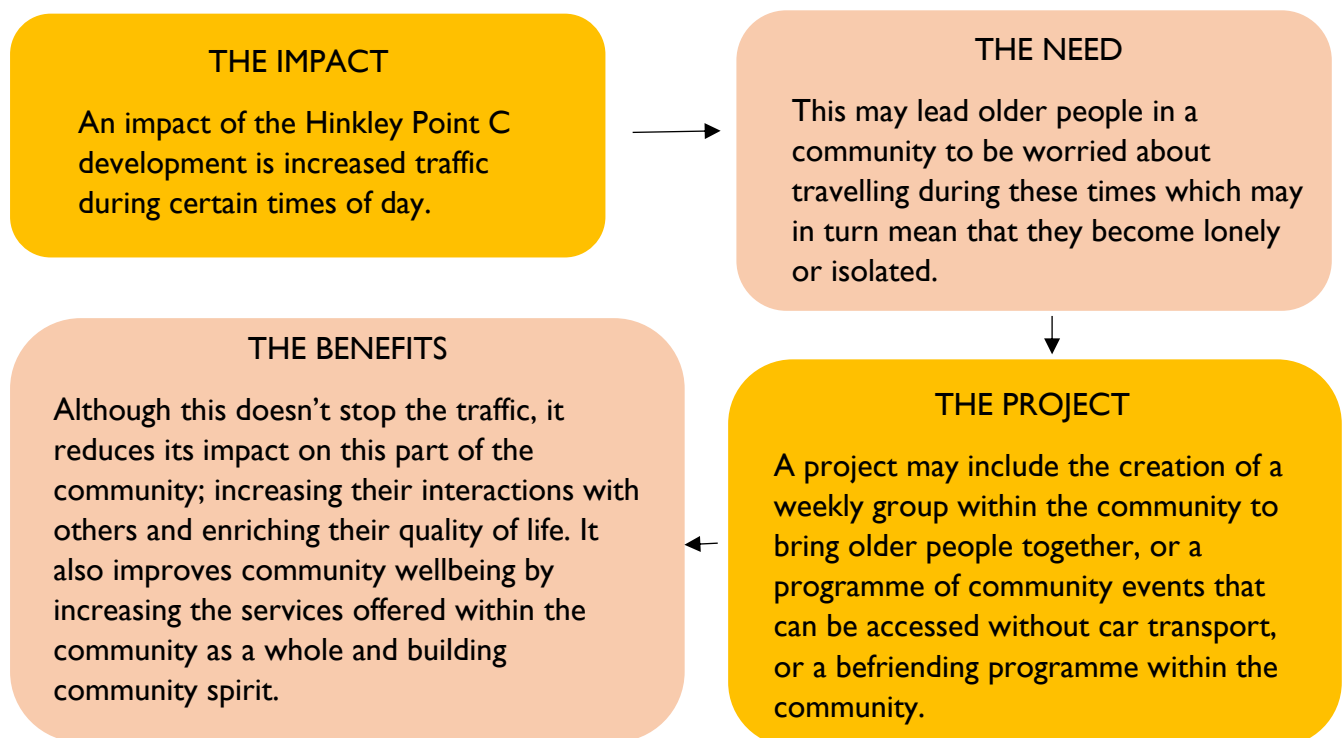 THE IMPACT
An impact of the Hinkley Point C
development is increased traffic
during certain times of day.
THE NEED
This may lead older people in a
community to be worried about
travelling during these times which may
in turn mean that they become lonely
or isolated.
THE PROJECT
A project may include the creation of a
weekly group within the community to
bring older people together, or a
programme of community events that
can be accessed without car transport,
or a befriending programme within the
community.
THE BENEFITS
Although this doesn’t stop the traffic, it
reduces its impact on this part of the
community; increasing their interactions with
others and enriching their quality of life. It
also improves community wellbeing by
increasing the services offered within the
community as a whole and building
community spirit.